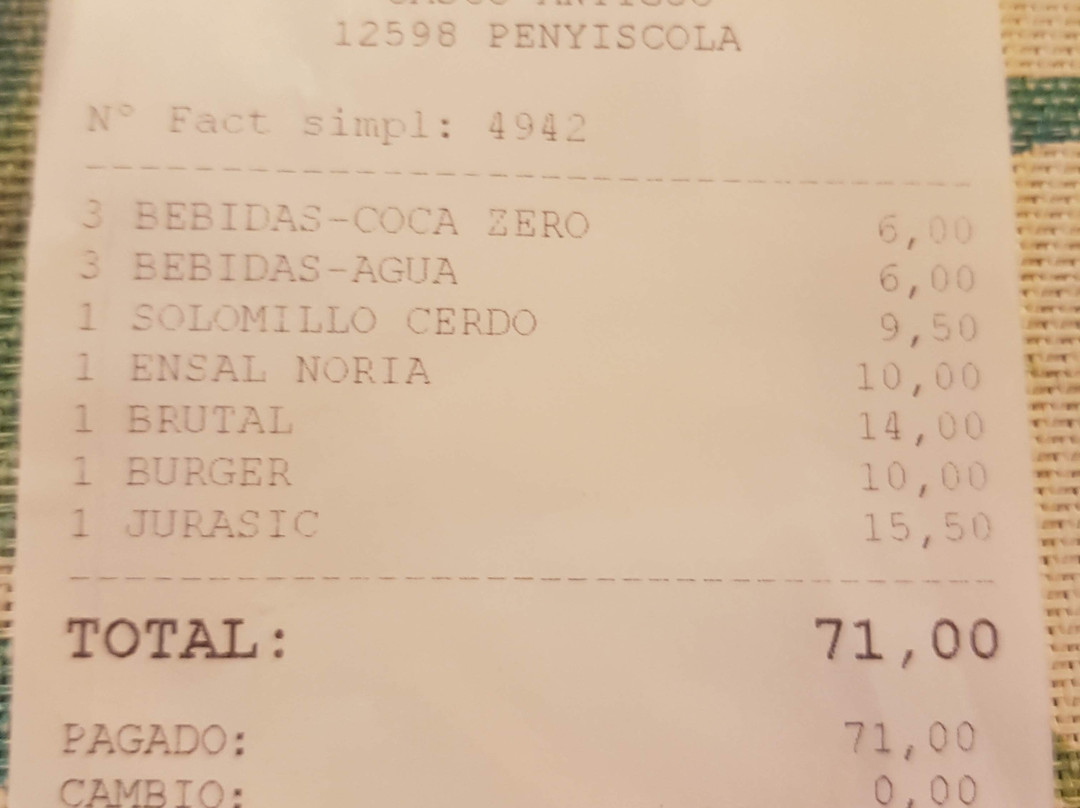 CASCO ANTIGUO
12598 PENYISCOLA
Nº Fact simpl: 4942
3 BEBIDAS-COCA ZERO 6,00
3 BEBIDAS-AGUA 6,00
1 SOLOMILLO CERDO 9,50
1 ENSAL NORIA 10,00
1 BRUTAL 14,00
1 BURGER 10,00
1 JURASIC 15,50
TOTAL: 71,00
PAGADO: 71,00
CAMBIO: 0,00